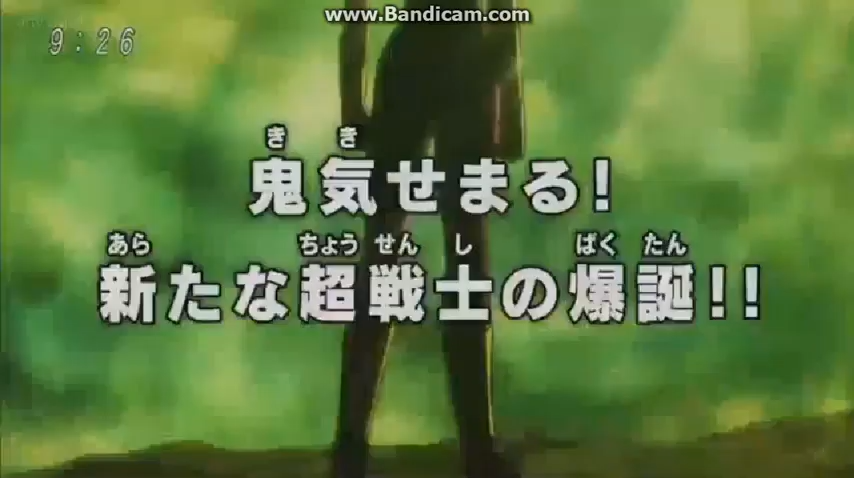 www.Bandicam.com
9:26
きき
鬼気せまる!
あら ちょう せん し ばく たん
新たな超戦士の爆誕!!